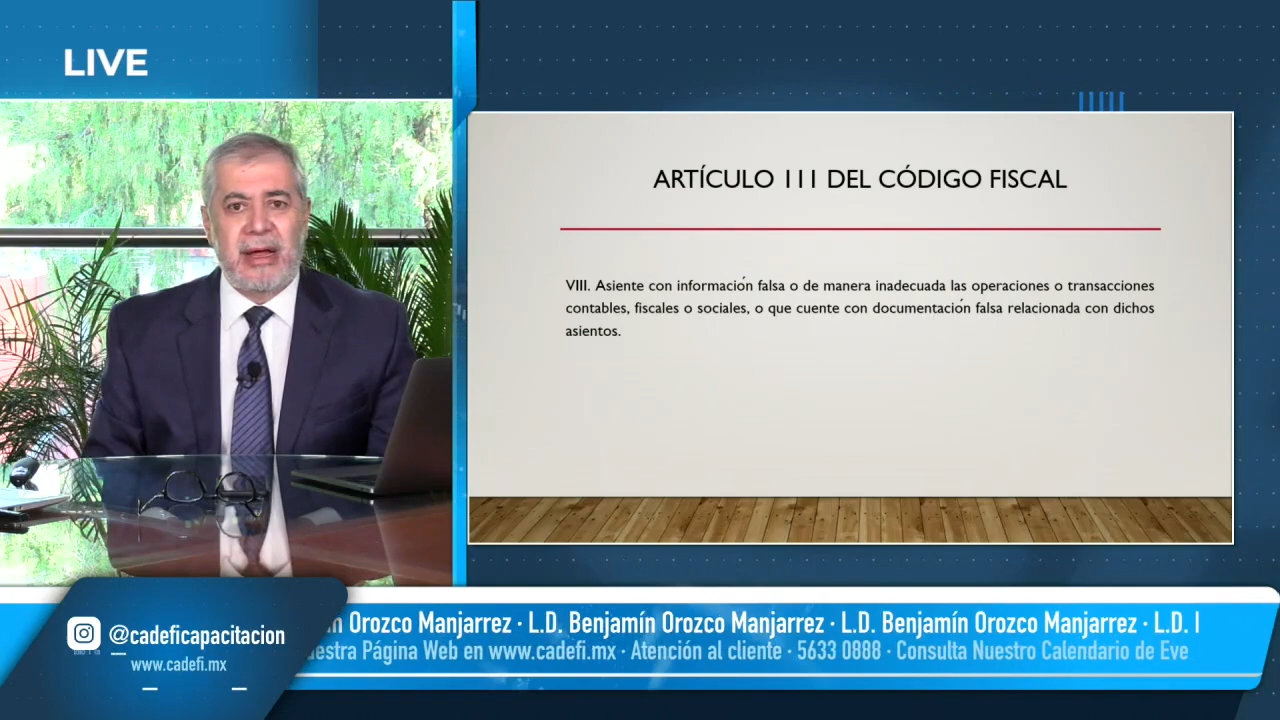 LIVE
ARTÍCULO 111 DEL CÓDIGO FISCAL
VIII. Asiente con información falsa o de manera inadecuada las operaciones o transacciones
contables, fiscales o sociales, o que cuente con documentación falsa relacionada con dichos
asientos.
@cadeficapacitacion
www.cadefi.mx
Orozco Manjarrez · L.D. Benjamín Orozco Manjarrez · L.D. Benjamín Orozco Manjarrez · L.D.
Página Web en www.cadefi.mx · Atención al cliente · 5633 0888 · Consulta Nuestro Calendario de Eve